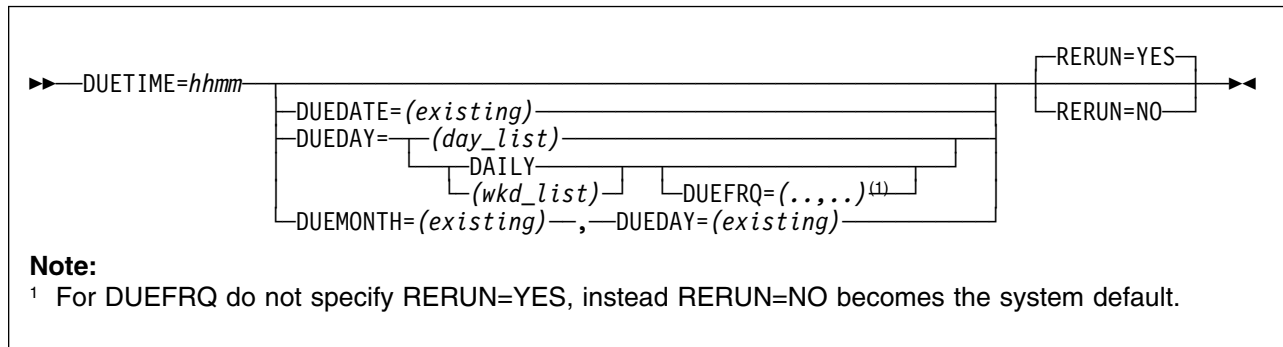 RERUN=YES
DUETIME=hhmm
DUEDATE=(existing)
RERUN=NO
DUEDAY=(day_list)
DAILY
(wkd_list)
DUEFRQ=(..,..)(1)
DUEMONTH=(existing) , DUEDAY=(existing)
Note:
1 For DUEFRQ do not specify RERUN=YES, instead RERUN=NO becomes the system default.